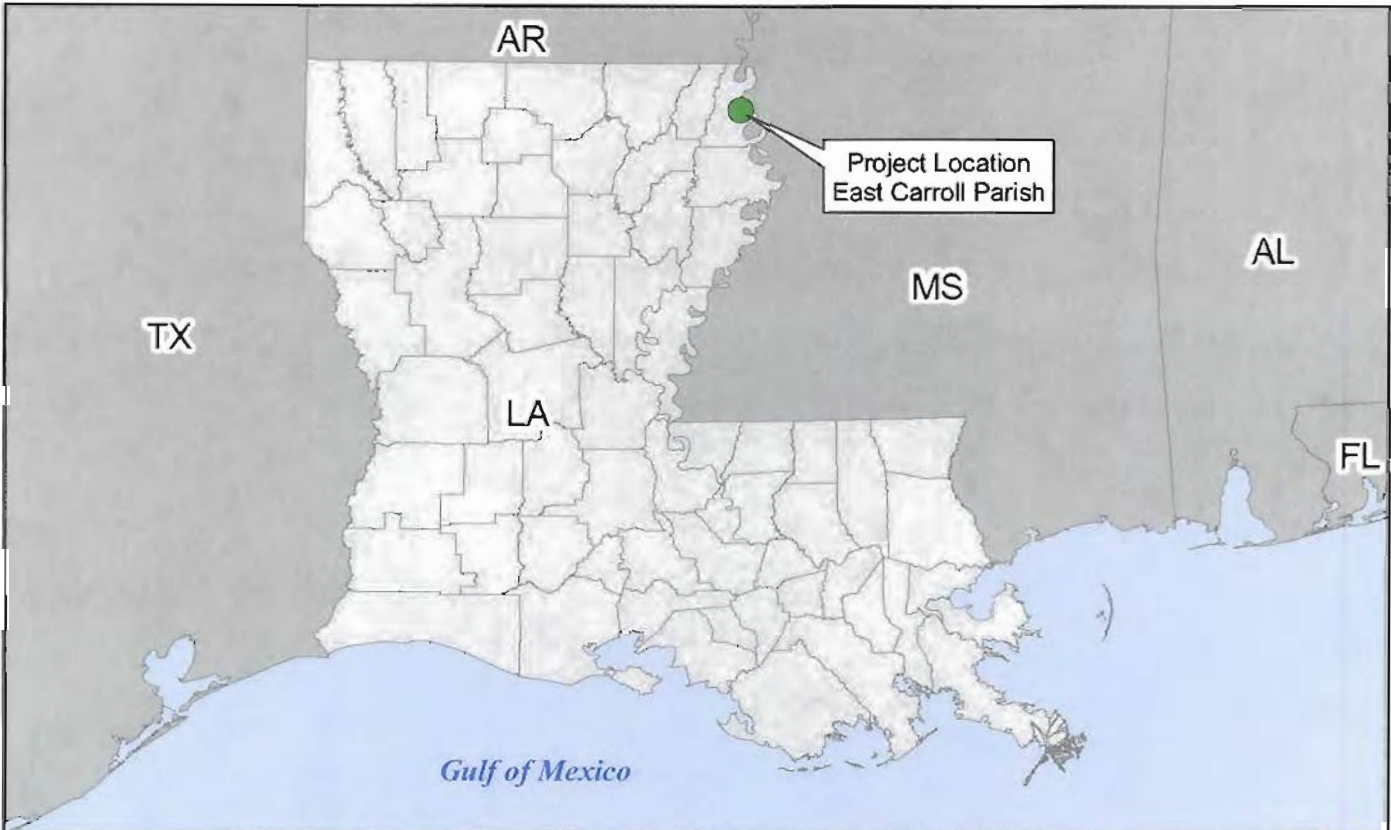 AR
Project Location
East Carroll Parish
AL
MS
TX
LA
FL
Gulf of Mexico